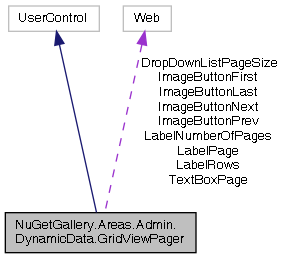 UserControl
Web
DropDownListPageSize
ImageButtonFirst
ImageButtonLast
ImageButtonNext
ImageButtonPrev
LabelNumberOfPages
LabelPage
LabelRows
TextBoxPage
NuGetGallery.Areas.Admin.
DynamicData.GridViewPager